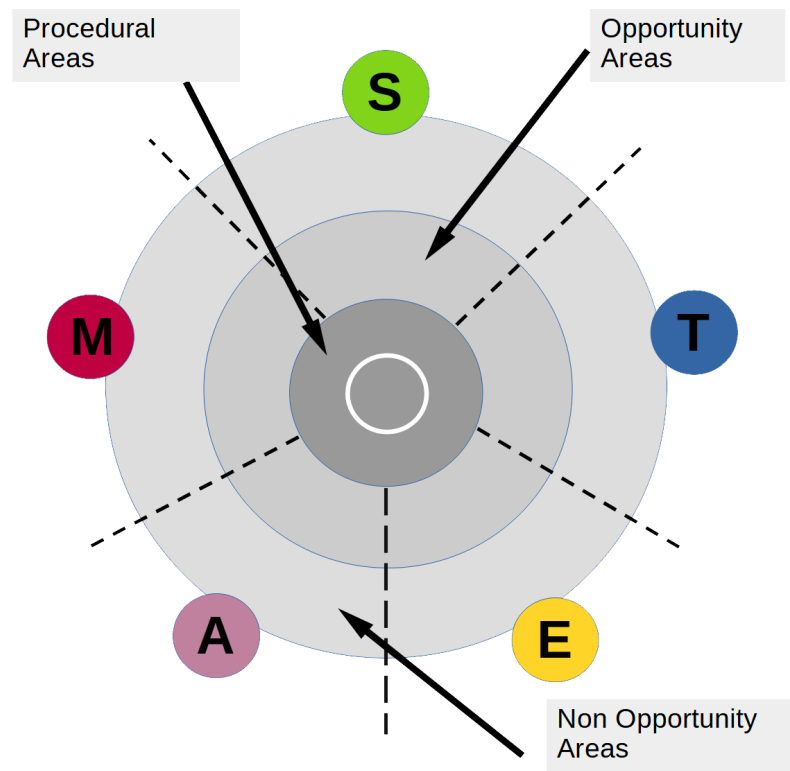 Procedural
Areas
Opportunity
Areas
S
M
T
A
E
Non Opportunity
Areas